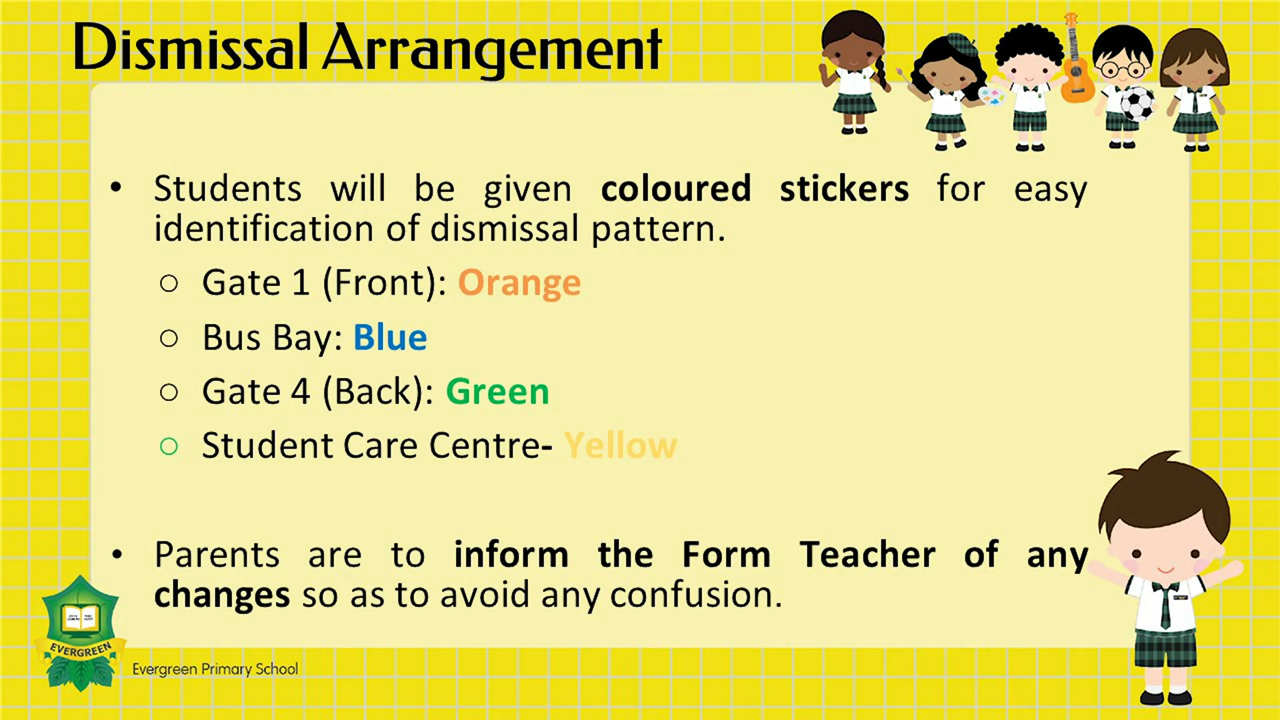 Dismissal Arrangement
• Students will be given coloured stickers for easy
identification of dismissal pattern.
○ Gate 1 (Front): Orange
○ Bus Bay: Blue
○ Gate 4 (Back): Green
○ Student Care Centre- Yellow
• Parents are to inform the Form Teacher of any
changes so as to avoid any confusion.
EVERGREEN
Evergreen Primary School